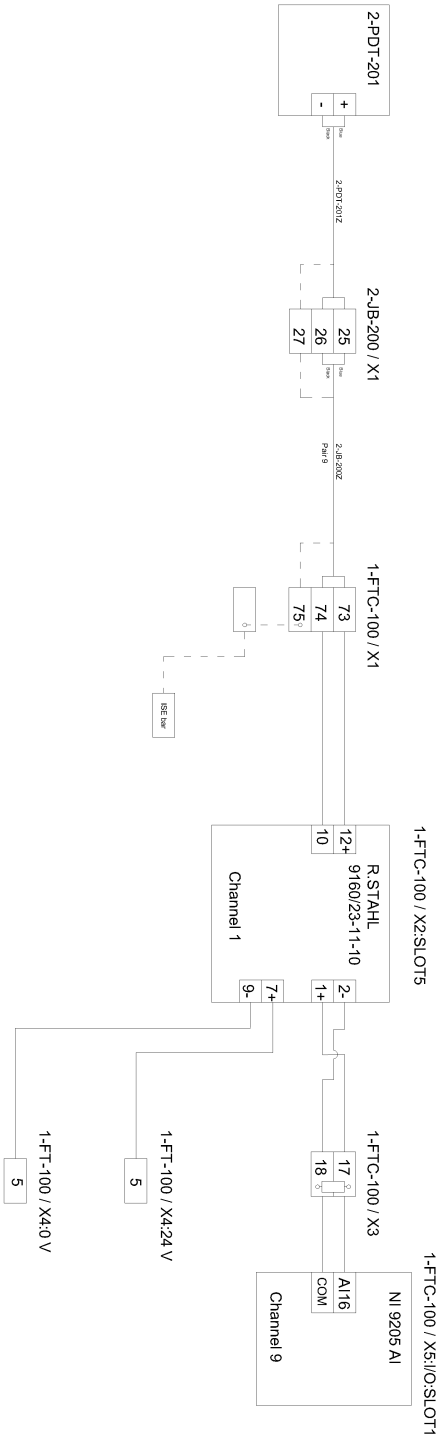 2-PDT-201
+
-
Blue
Black
2-PDT-201Z
2-JB-200 / X1
25
26
27
Blue
Black
2-JB-200Z
Pair 9
1-FTC-100 / X1
73
74
75
ISE bar
1-FTC-100 / X2:SLOT5
R.STAHL
9160/23-11-10
Channel 1
12+
10
2-
1+
7+
9-
1-FT-100 / X4:24 V
5
1-FT-100 / X4:0 V
5
1-FTC-100 / X3
17
18
1-FTC-100 / X5:I/O:SLOT1
NI 9205 AI
AI16
COM
Channel 9